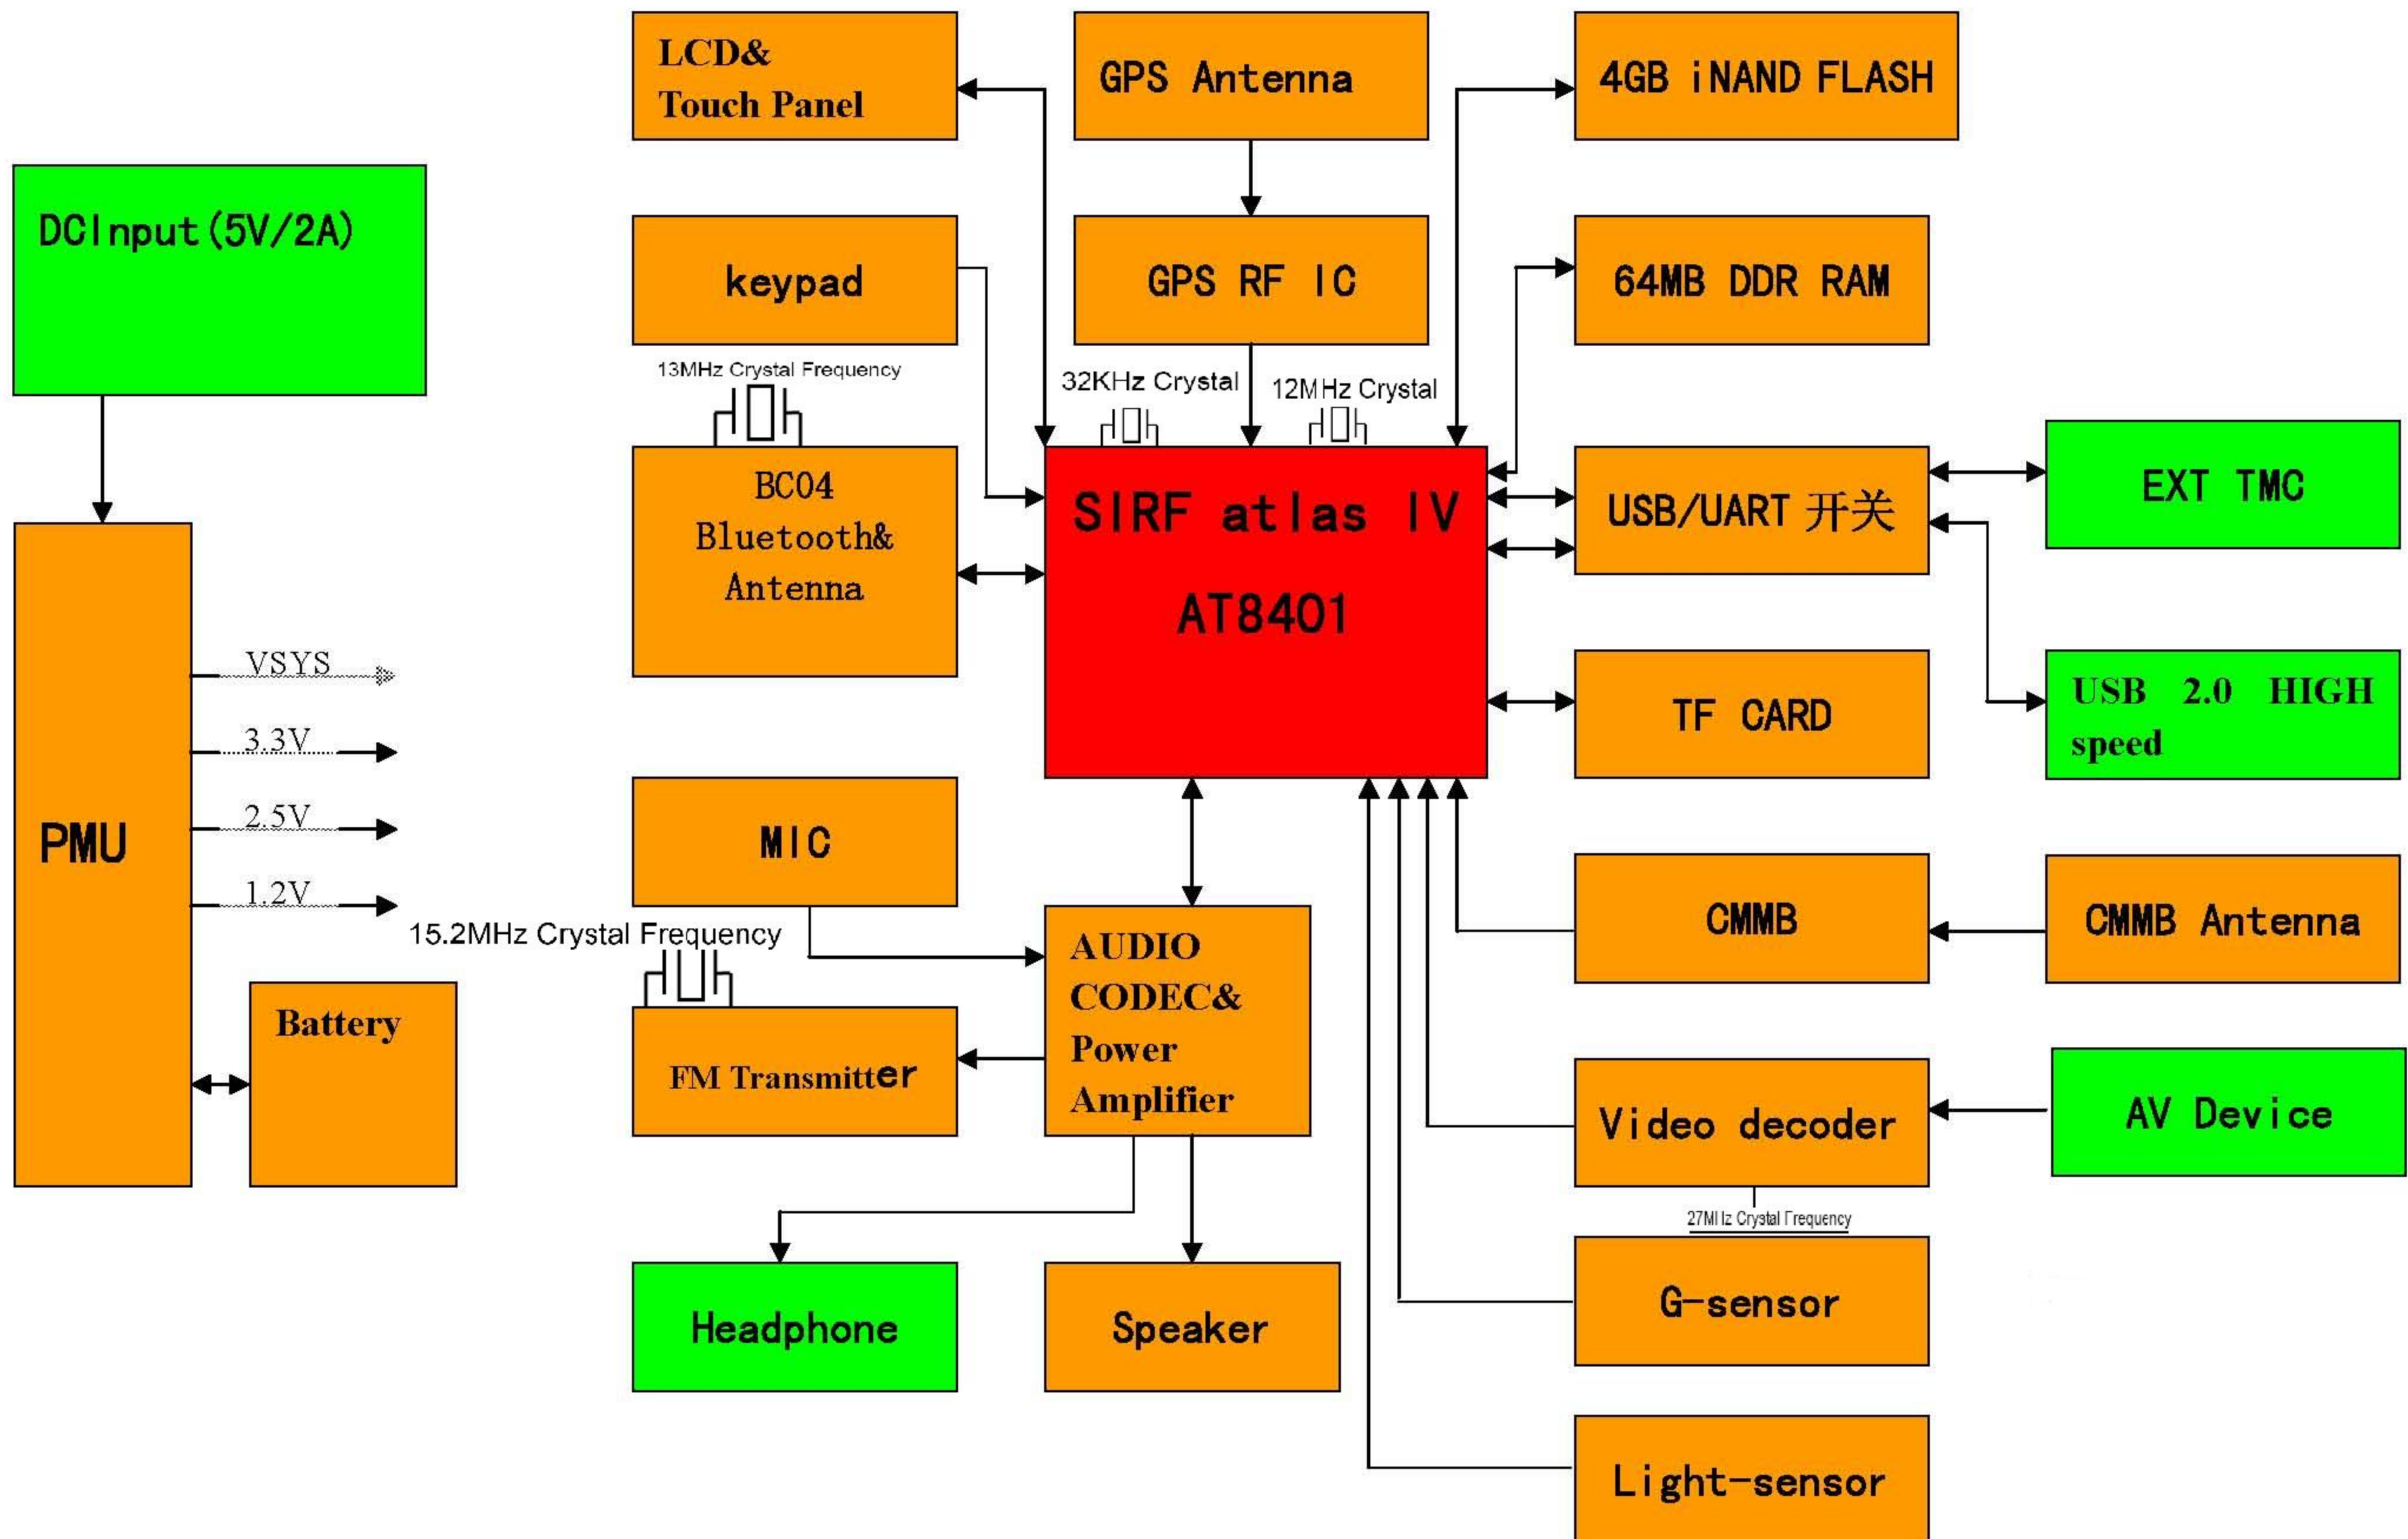 LCD&
Touch Panel
GPS Antenna
4GB iNAND FLASH
DCInput(5V/2A)
keypad
GPS RF IC
64MB DDR RAM
13MHz Crystal Frequency
32KHz Crystal
12MHz Crystal
BC04
Bluetooth&
Antenna
SIRF atlas IV
AT8401
USB/UART 开关
EXT TMC
VSYS
3.3V
2.5V
1.2V
PMU
TF CARD
USB 2.0 HIGH
speed
MIC
15.2MHz Crystal Frequency
AUDIO
CODEC&
Power
Amplifier
CMMB
CMMB Antenna
Battery
FM Transmitter
Video decoder
AV Device
27MHz Crystal Frequency
Headphone
Speaker
G-sensor
Light-sensor